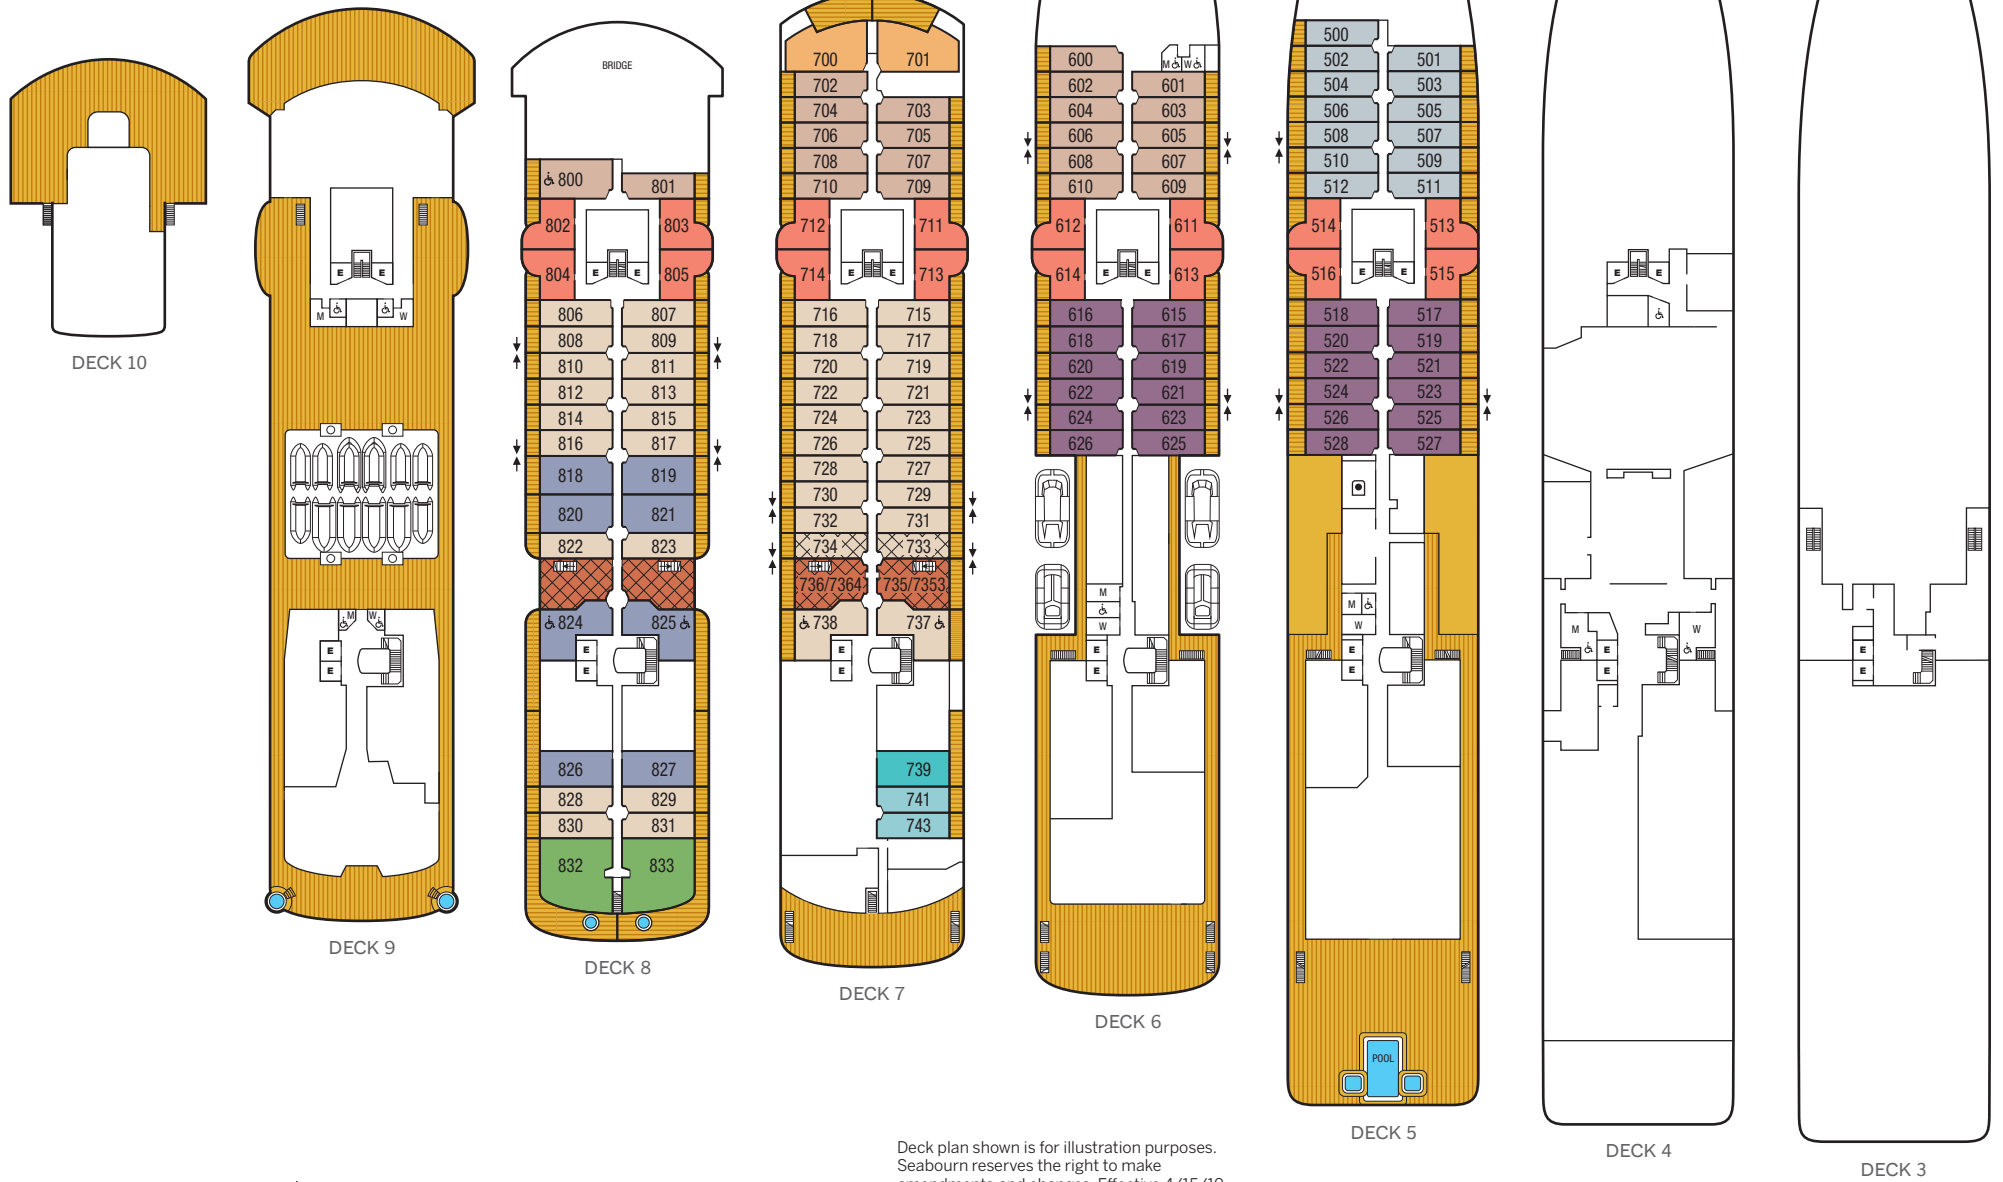 DECK 10
E E
M W
M W
E
E
DECK 9
BRIDGE
800 801
802 803
804 805
E E
806 807
808 809
810 811
812 813
814 815
816 817
818 819
820 821
822 823
824 825
E
E
826 827
828 829
830 831
832 833
DECK 8
700 701
702
704 703
706 705
708 707
710 709
712 711
714 713
E E
716 715
718 717
720 719
722 721
724 723
726 725
728 727
730 729
732 731
734 733
736/7364 735/7353
738 737
E
E
739
741
743
DECK 7
600 M W
602 601
604 603
606 605
608 607
610 609
612 611
614 613
E E
616 615
618 617
620 619
622 621
624 623
626 625
M
W
E
E
DECK 6
500
502 501
504 503
506 505
508 507
510 509
512 511
514 513
516 515
E E
518 517
520 519
522 521
524 523
526 525
528 527
M
W
E
E
POOL
DECK 5
E E
M W
E
E
DECK 4
E
E
DECK 3
Deck plan shown is for illustration purposes.
Seabourn reserves the right to make
amendments and changes. Effective 4/15/19